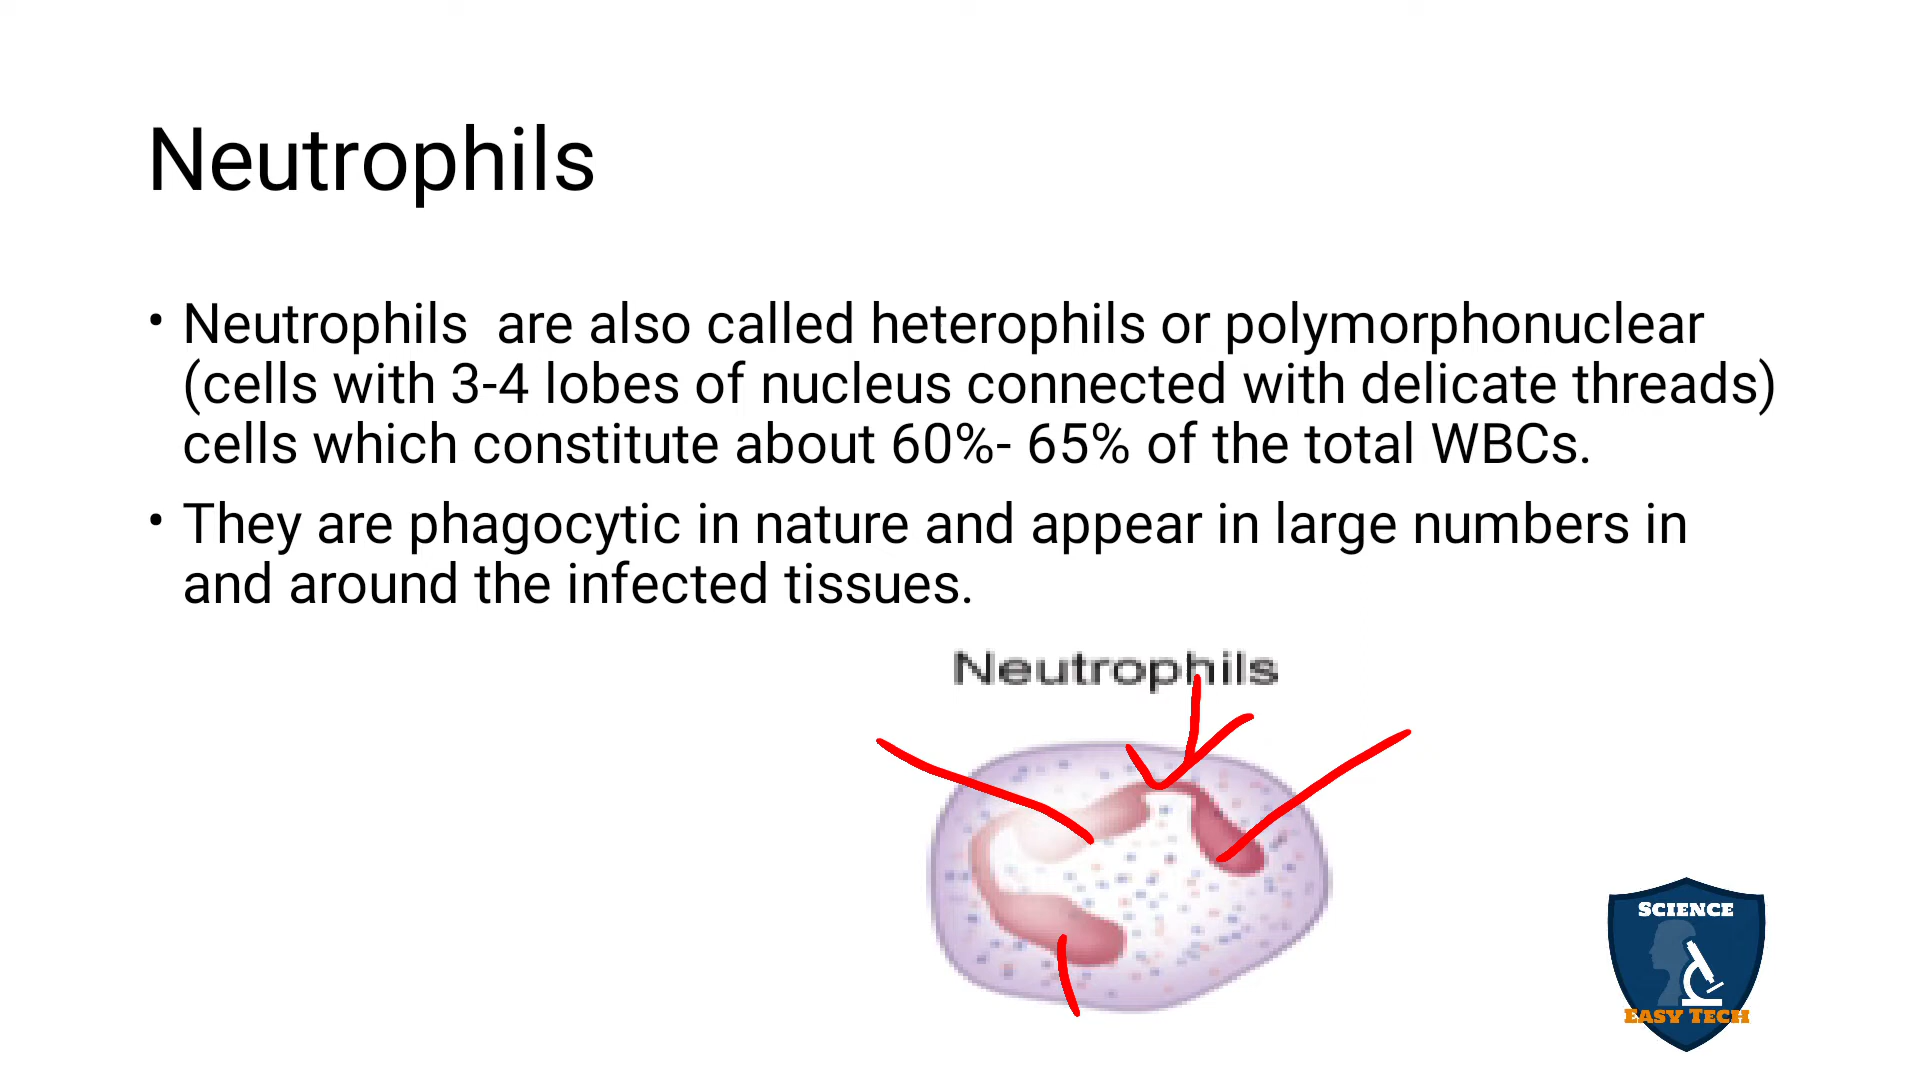 Neutrophils
• Neutrophils are also called heterophils or polymorphonuclear
(cells with 3-4 lobes of nucleus connected with delicate threads)
cells which constitute about 60%- 65% of the total WBCs.
• They are phagocytic in nature and appear in large numbers in
and around the infected tissues.
Neutrophils
SCIENCE
EASY TECH